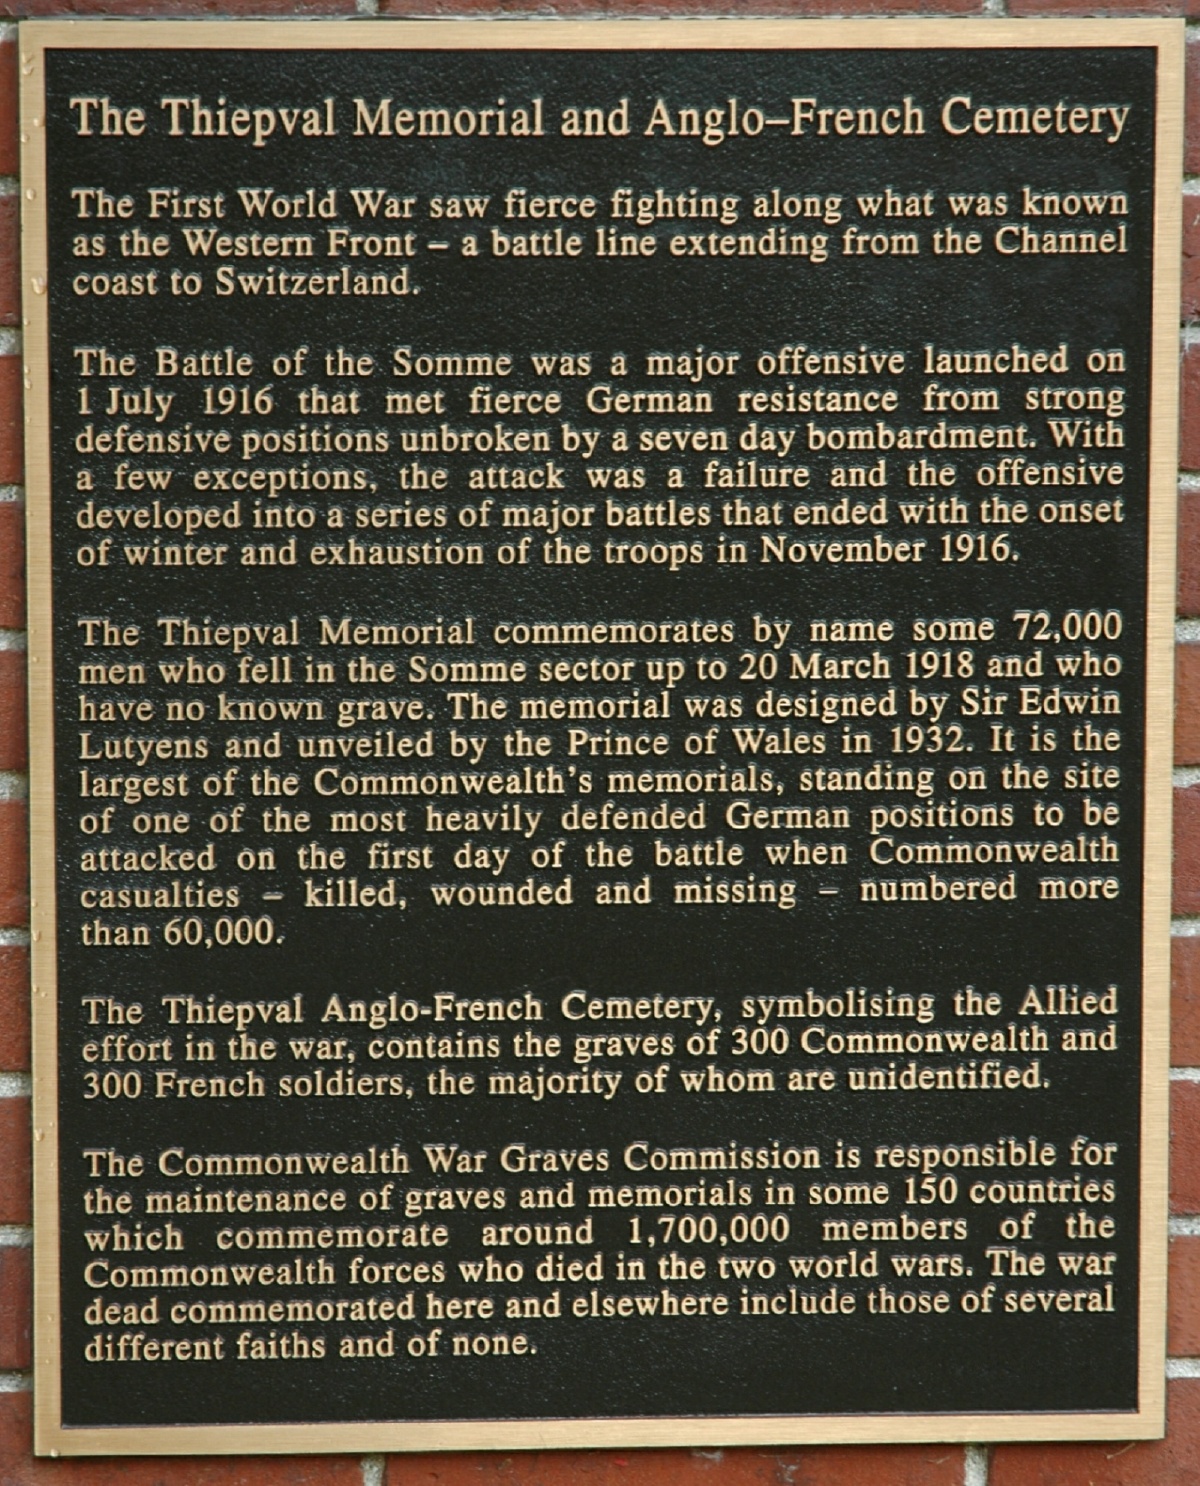 The Thiepval Memorial and Anglo–French Cemetery
The First World War saw fierce fighting along what was known
as the Western Front – a battle line extending from the Channel
coast to Switzerland.
The Battle of the Somme was a major offensive launched on
1 July 1916 that met fierce German resistance from strong
defensive positions unbroken by a seven day bombardment. With
a few exceptions, the attack was a failure and the offensive
developed into a series of major battles that ended with the onset
of winter and exhaustion of the troops in November 1916.
The Thiepval Memorial commemorates by name some 72,000
men who fell in the Somme sector up to 20 March 1918 and who
have no known grave. The memorial was designed by Sir Edwin
Lutyens and unveiled by the Prince of Wales in 1932. It is the
largest of the Commonwealth's memorials, standing on the site
of one of the most heavily defended German positions to be
attacked on the first day of the battle when Commonwealth
casualties – killed, wounded and missing – numbered more
than 60,000.
The Thiepval Anglo-French Cemetery, symbolising the Allied
effort in the war, contains the graves of 300 Commonwealth and
300 French soldiers, the majority of whom are unidentified.
The Commonwealth War Graves Commission is responsible for
the maintenance of graves and memorials in some 150 countries
which commemorate around 1,700,000 members of the
Commonwealth forces who died in the two world wars. The war
dead commemorated here and elsewhere include those of several
different faiths and of none.